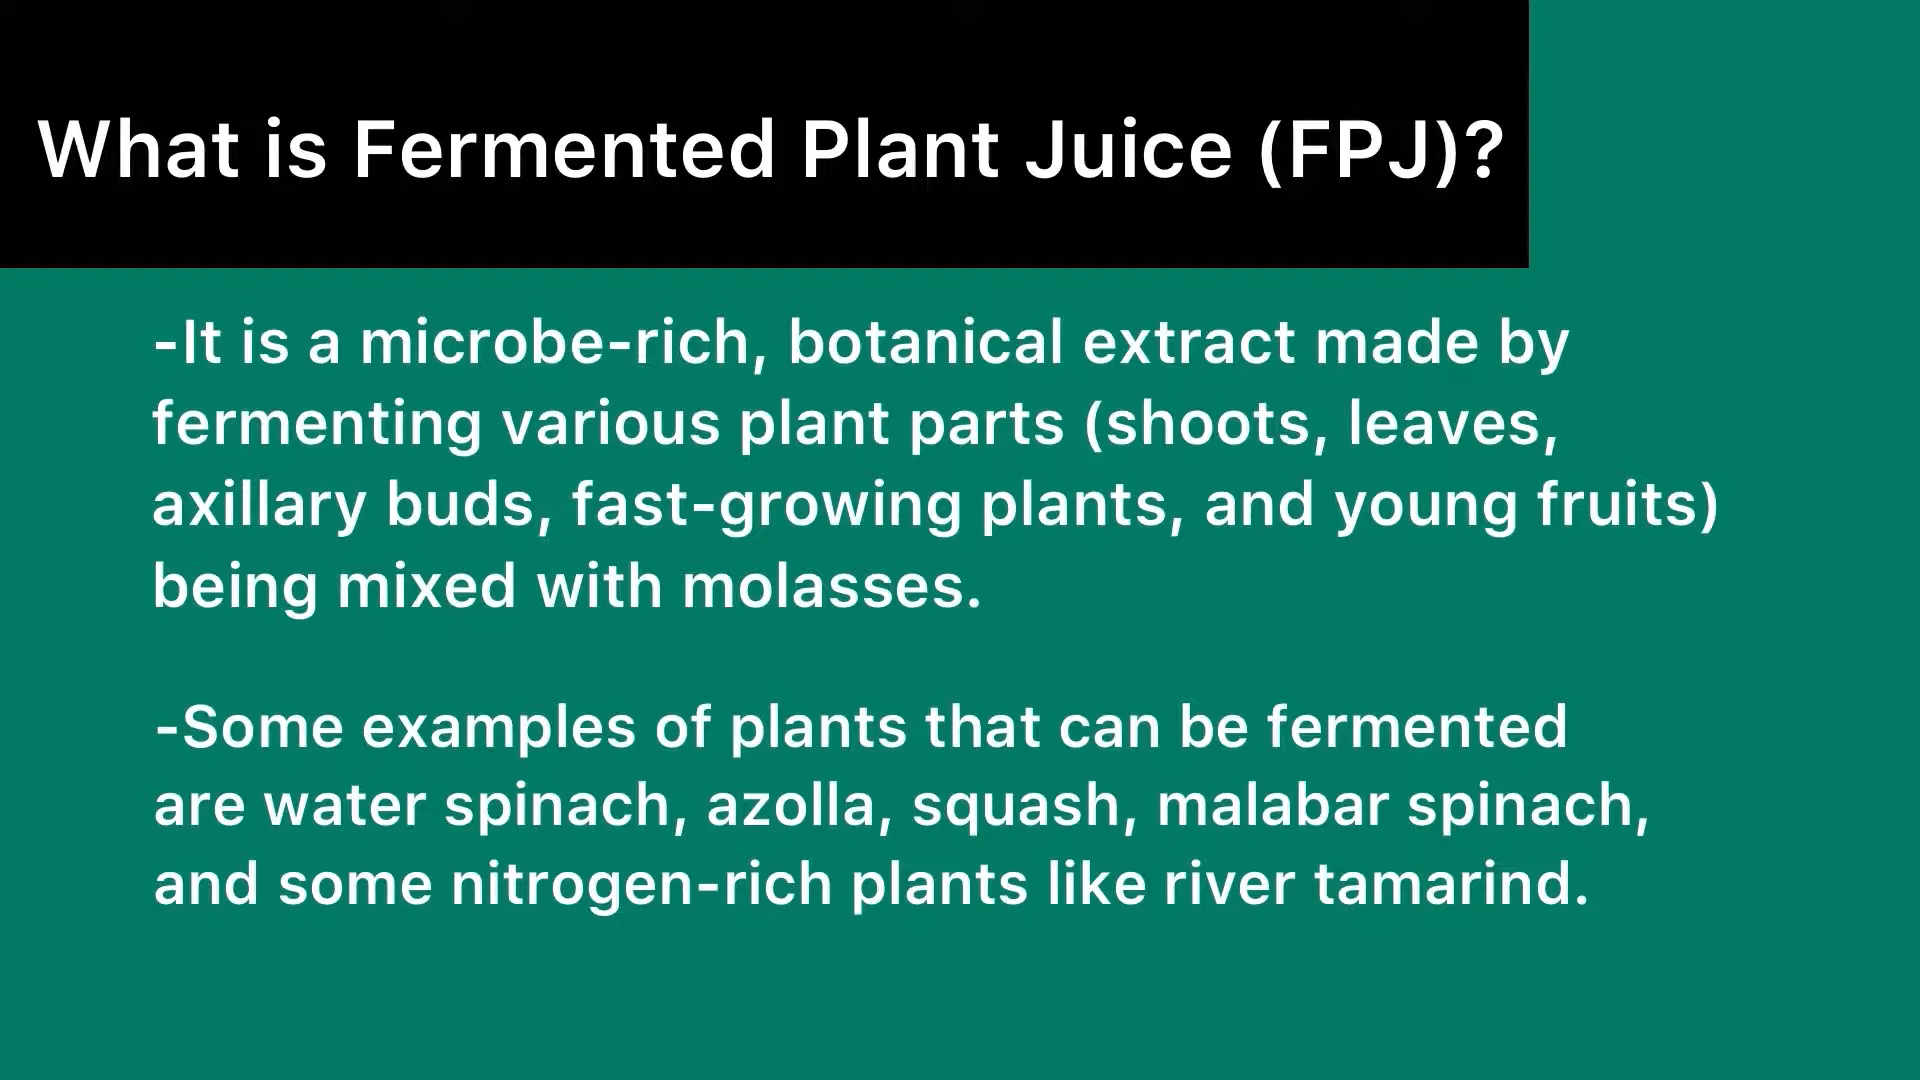 What is Fermented Plant Juice (FPJ)?
-It is a microbe-rich, botanical extract made by
fermenting various plant parts (shoots, leaves,
axillary buds, fast-growing plants, and young fruits)
being mixed with molasses.
-Some examples of plants that can be fermented
are water spinach, azolla, squash, malabar spinach,
and some nitrogen-rich plants like river tamarind.